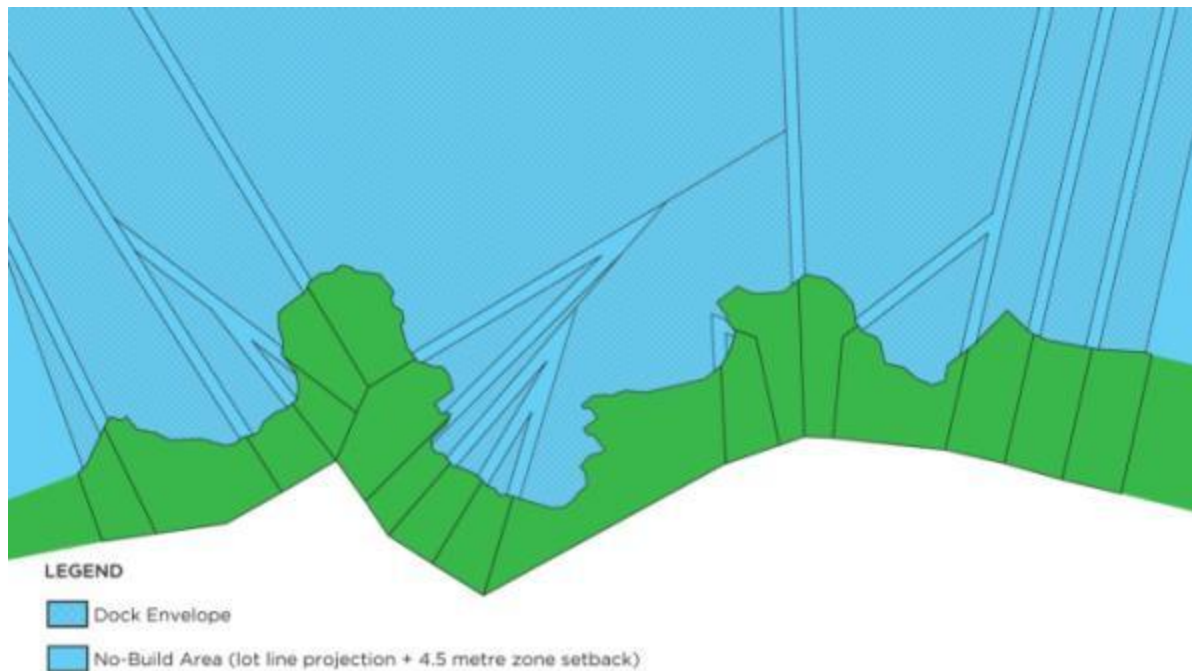 LEGEND
Dock Envelope
No-Build Area (lot line projection + 4.5 metre zone setback)